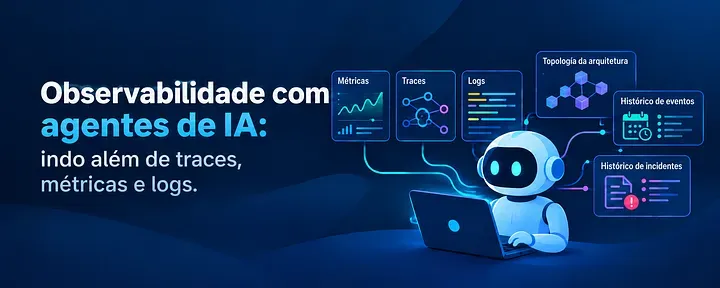 Observabilidade com
agentes de IA:
indo além de traces,
métricas e logs.
Métricas
Traces
Logs
Topologia da arquitetura
Histórico de eventos
Histórico de incidentes